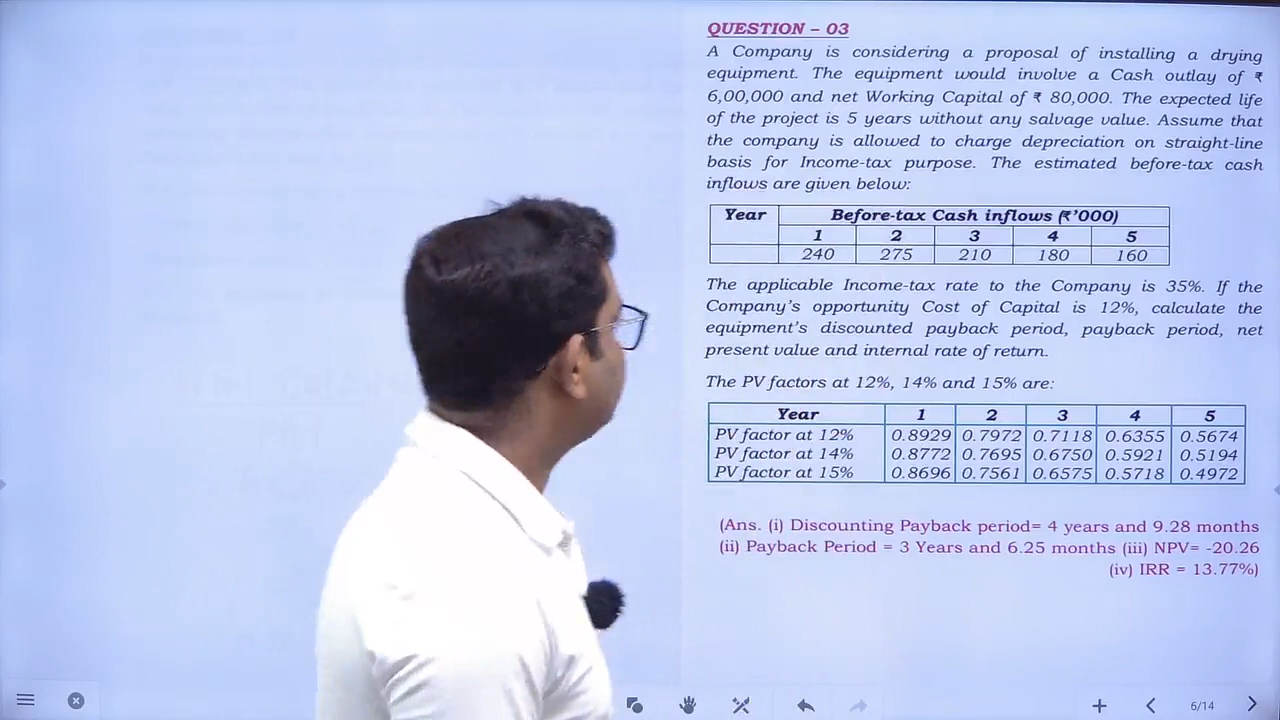 QUESTION – 03
A Company is considering a proposal of installing a drying
equipment. The equipment would involve a Cash outlay of ₹
6,00,000 and net Working Capital of ₹ 80,000. The expected life
of the project is 5 years without any salvage value. Assume that
the company is allowed to charge depreciation on straight-line
basis for Income-tax purpose. The estimated before-tax cash
inflows are given below:
Year Before-tax Cash inflows (₹'000)
1 2 3 4 5
240 275 210 180 160
The applicable Income-tax rate to the Company is 35%. If the
Company's opportunity Cost of Capital is 12%, calculate the
equipment's discounted payback period, payback period, net
present value and internal rate of return.
The PV factors at 12%, 14% and 15% are:
Year 1 2 3 4 5
PV factor at 12% 0.8929 0.7972 0.7118 0.6355 0.5674
PV factor at 14% 0.8772 0.7695 0.6750 0.5921 0.5194
PV factor at 15% 0.8696 0.7561 0.6575 0.5718 0.4972
(Ans. (i) Discounting Payback period= 4 years and 9.28 months
(ii) Payback Period = 3 Years and 6.25 months (iii) NPV= -20.26
(iv) IRR = 13.77%)
6/14